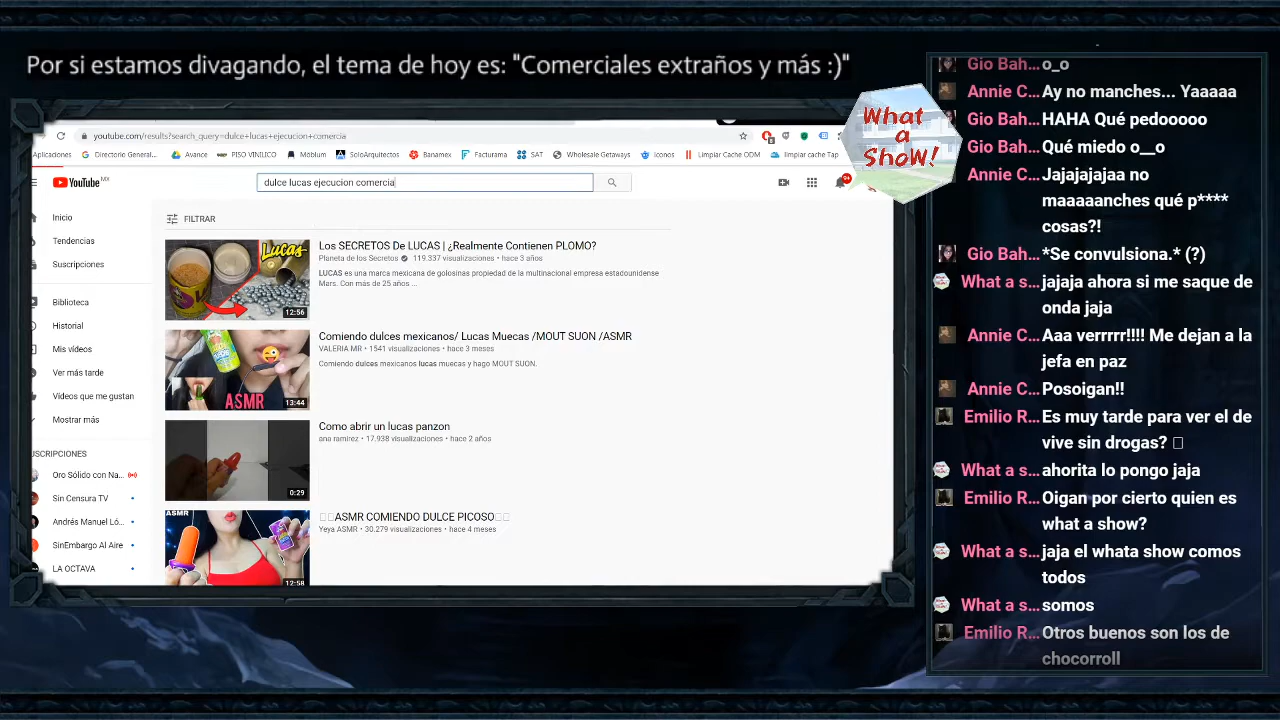 Por si estamos divagando, el tema de hoy es: "Comerciales extraños y más :)"
What
a
ShoW!
youtube.com/results?search_query=dulce+lucas+ejecucion+comercia
Aplicaciones Directorio General... Avance PISO VINILICO Móblum SoloArquitectos Banamex Facturama SAT Wholesale Getaways iconos Limpiar Cache ODM limpiar cache Tap
YouTube MX
dulce lucas ejecucion comercia
9+
Inicio
Tendencias
Suscripciones
Biblioteca
Historial
Mis vídeos
Ver más tarde
Vídeos que me gustan
Mostrar más
USCRIPCIONES
Oro Sólido con Na...
Sin Censura TV
Andrés Manuel Ló...
SinEmbargo Al Aire
LA OCTAVA
FILTRAR
Lucas
12:56
Los SECRETOS De LUCAS | ¿Realmente Contienen PLOMO?
Planeta de los Secretos 119.337 visualizaciones • hace 3 años
LUCAS es una marca mexicana de golosinas propiedad de la multinacional empresa estadounidense
Mars. Con más de 25 años ...
ASMR
13:44
Comiendo dulces mexicanos/ Lucas Muecas /MOUT SUON /ASMR
VALERIA MR • 1541 visualizaciones • hace 3 meses
Comiendo dulces mexicanos lucas muecas y hago MOUT SUON.
0:29
Como abrir un lucas panzon
ana ramirez • 17.938 visualizaciones • hace 2 años
ASMR
12:58
ASMR COMIENDO DULCE PICOSO
Yeya ASMR • 30.279 visualizaciones • hace 4 meses
Gio Bah... o_o
Annie C... Ay no manches... Yaaaaa
Gio Bah... HAHA Qué pedooooo
Gio Bah... Qué miedo o__o
Annie C... Jajajajajaa no
maaaaanches qué p****
cosas?!
Gio Bah... *Se convulsiona.* (?)
What a s... jajaja ahora si me saque de
onda jaja
Annie C... Aaa verrrrr!!!! Me dejan a la
jefa en paz
Annie C... Posoigan!!
Emilio R... Es muy tarde para ver el de
vive sin drogas?
What a s... ahorita lo pongo jaja
Emilio R... Oigan por cierto quien es
what a show?
What a s... jaja el whata show comos
todos
What a s... somos
Emilio R... Otros buenos son los de
chocorroll